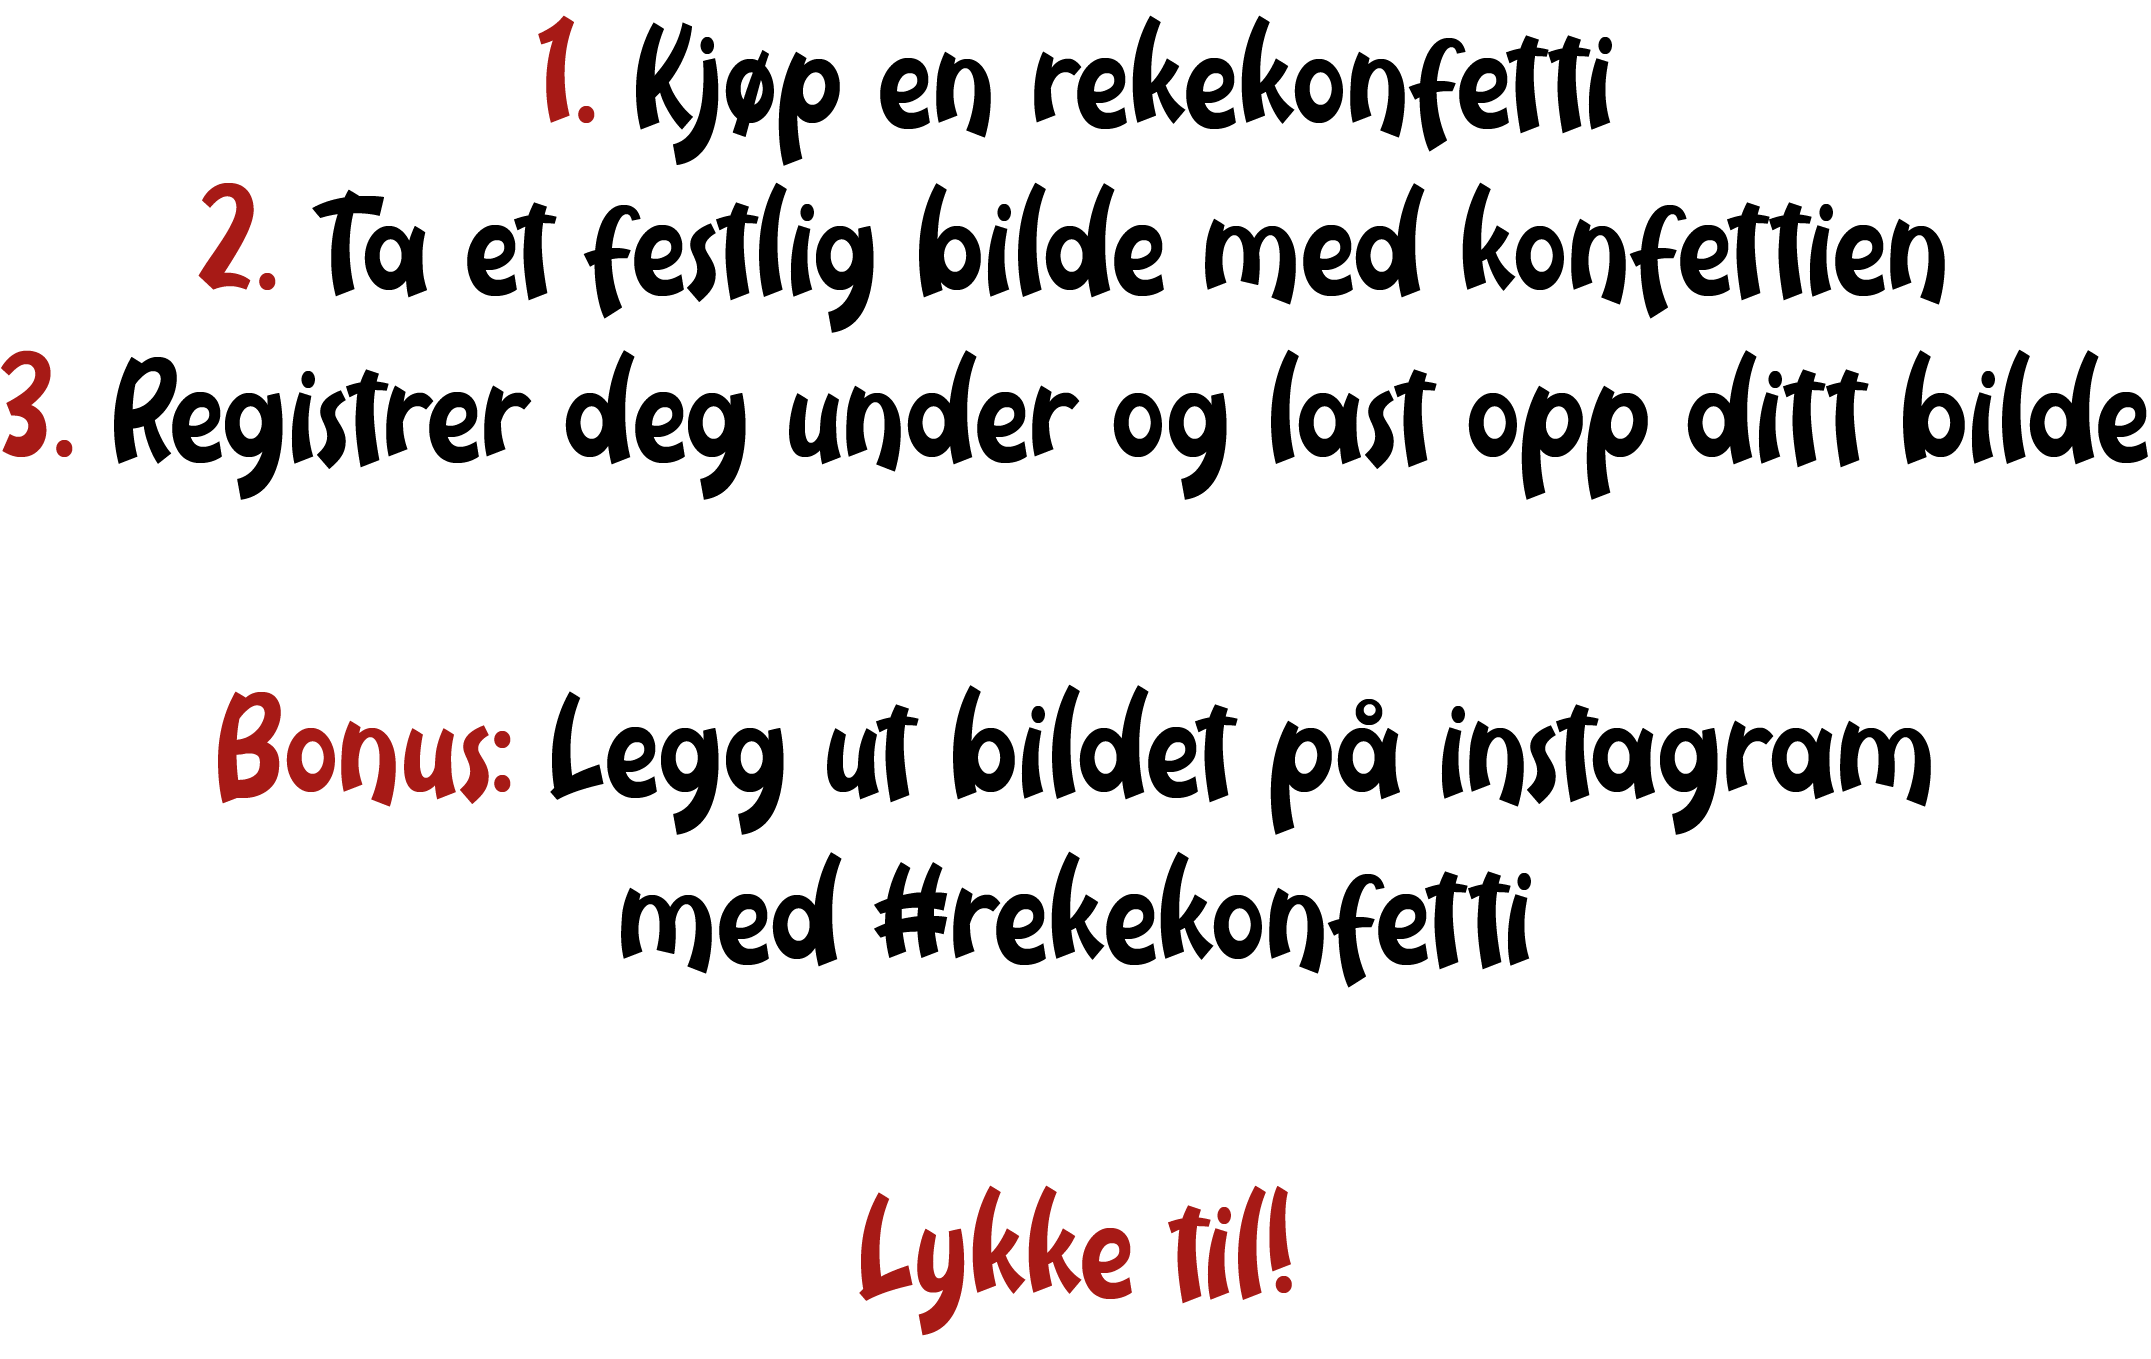 1. Kjøp en rekekonfetti
2. Ta et festlig bilde med konfettien
3. Registrer deg under og last opp ditt bilde
Bonus: Legg ut bildet på instagram
med #rekekonfetti
Lykke til!